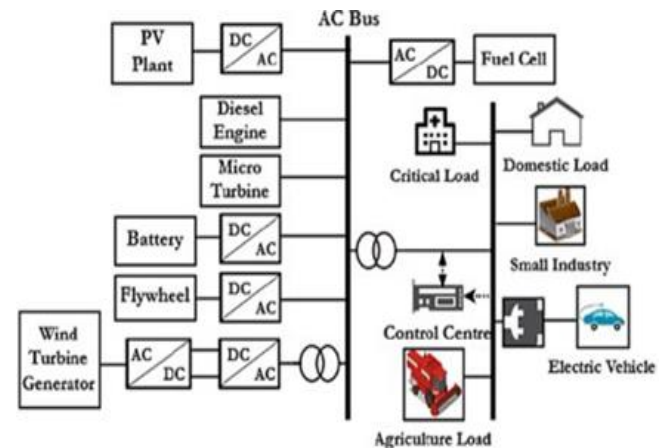 AC Bus
PV
Plant
DC
AC
AC
DC
Fuel Cell
Diesel
Engine
Critical Load
Domestic Load
Micro
Turbine
Battery
DC
AC
Small Industry
Flywheel
DC
AC
Control Centre
Wind
Turbine
Generator
AC
DC
DC
AC
Electric Vehicle
Agriculture Load